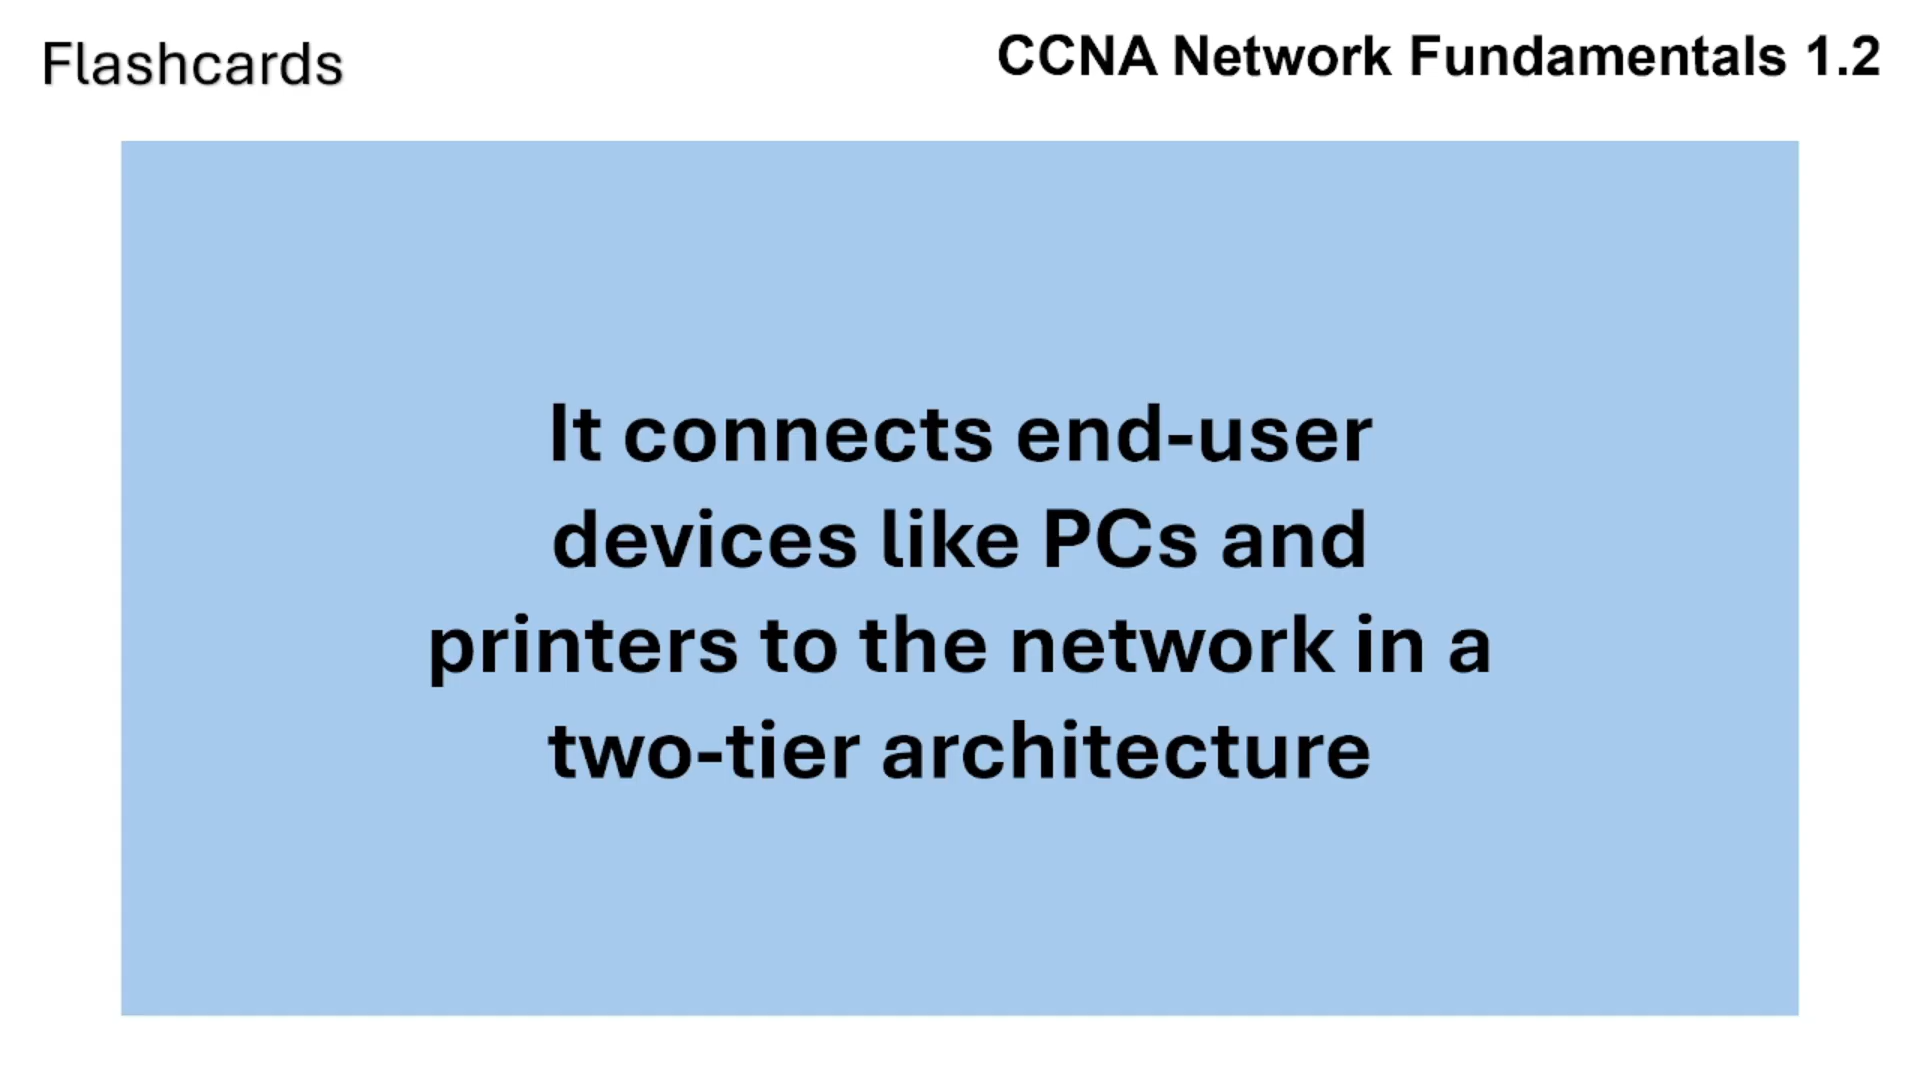 Flashcards
CCNA Network Fundamentals 1.2
It connects end-user
devices like PCs and
printers to the network in a
two-tier architecture